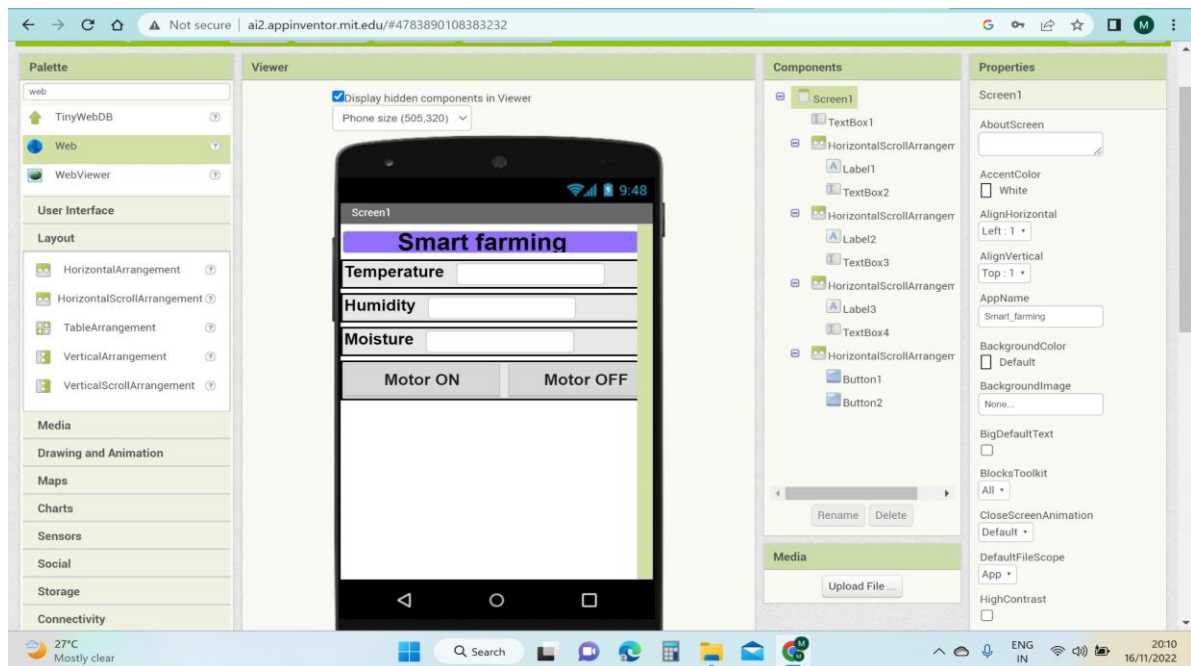 Not secure
ai2.appinventor.mit.edu/#4783890108383232
M
Palette
web
TinyWebDB
Web
WebViewer
User Interface
Layout
HorizontalArrangement
HorizontalScrollArrangement
TableArrangement
VerticalArrangement
VerticalScrollArrangement
Media
Drawing and Animation
Maps
Charts
Sensors
Social
Storage
Connectivity
Viewer
Display hidden components in Viewer
Phone size (505,320)
9:48
Screen1
Smart farming
Temperature
Humidity
Moisture
Motor ON
Motor OFF
Components
Screen1
TextBox1
HorizontalScrollArrangem
Label1
TextBox2
HorizontalScrollArrangem
Label2
TextBox3
HorizontalScrollArrangem
Label3
TextBox4
HorizontalScrollArrangem
Button1
Button2
Rename
Delete
Media
Upload File ...
Properties
Screen1
AboutScreen
AccentColor
White
AlignHorizontal
Left : 1
AlignVertical
Top : 1
AppName
Smart_farming
BackgroundColor
Default
BackgroundImage
None...
BigDefaultText
BlocksToolkit
All
CloseScreenAnimation
Default
DefaultFileScope
App
HighContrast
27°C
Mostly clear
Search
ENG
IN
20:10
16/11/2022